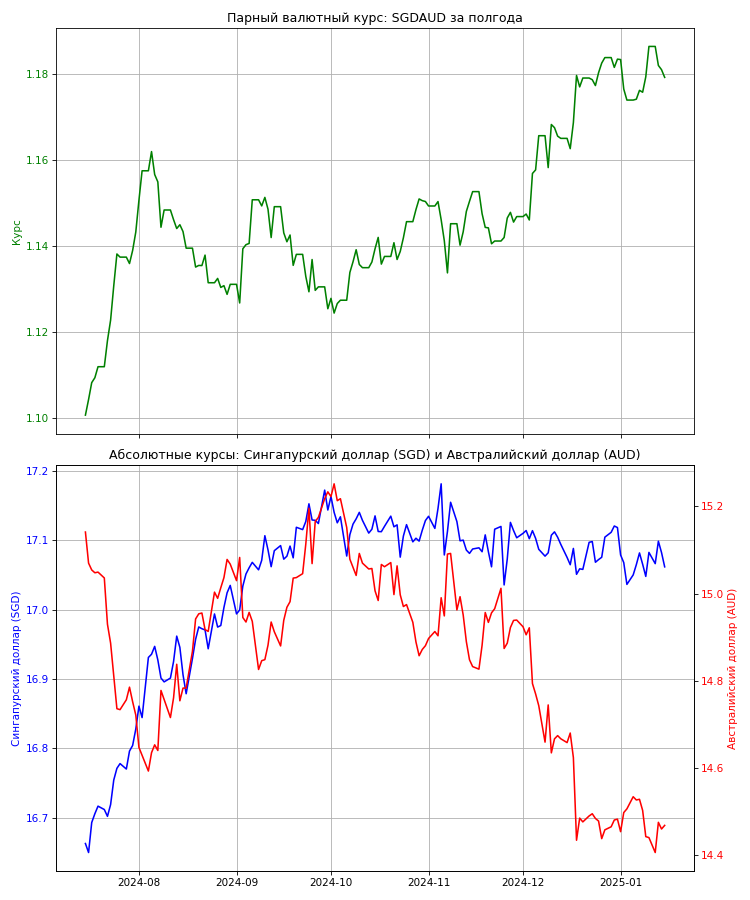 Парный валютный курс: SGDAUD за полгода
1.18
1.16
1.14
1.12
1.10
Курс
Абсолютные курсы: Сингапурский доллар (SGD) и Австралийский доллар (AUD)
17.2
17.1
17.0
16.9
16.8
16.7
Сингапурский доллар (SGD)
15.2
15.0
14.8
14.6
14.4
Австралийский доллар (AUD)
2024-08 2024-09 2024-10 2024-11 2024-12 2025-01